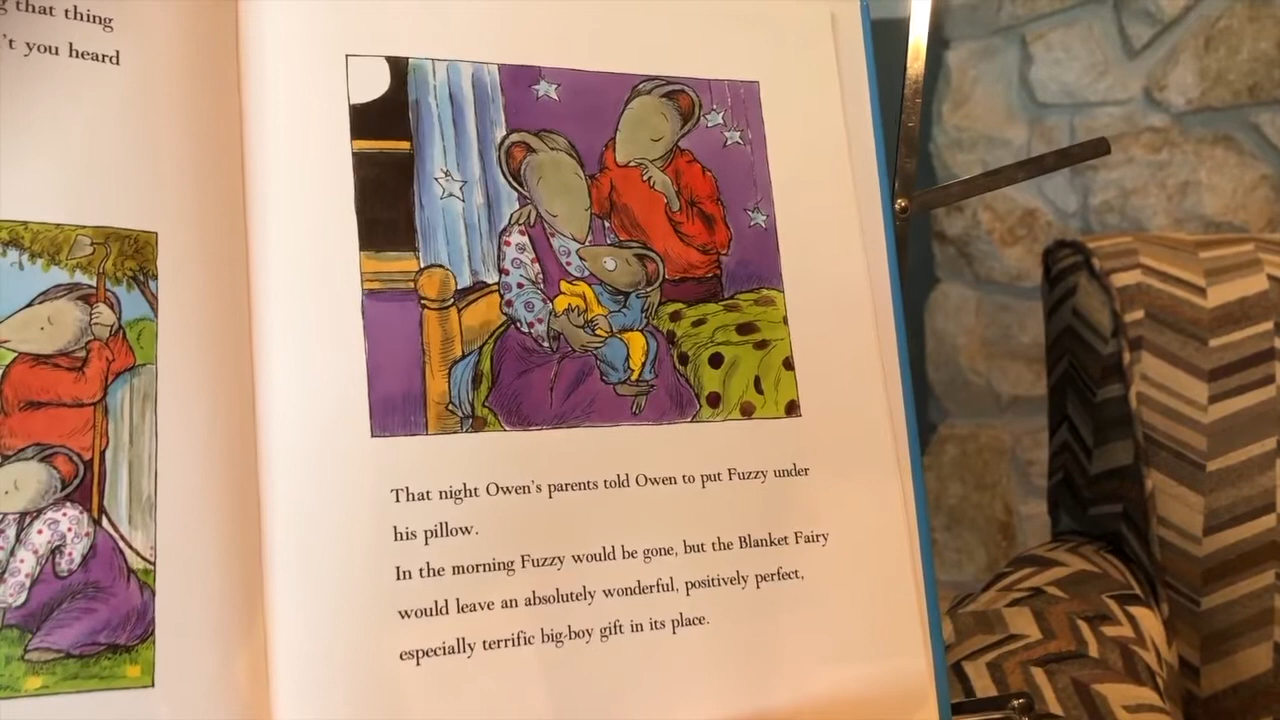 that thing
't you heard
That night Owen's parents told Owen to put Fuzzy under
his pillow.
In the morning Fuzzy would be gone, but the Blanket Fairy
would leave an absolutely wonderful, positively perfect,
especially terrific big-boy gift in its place.